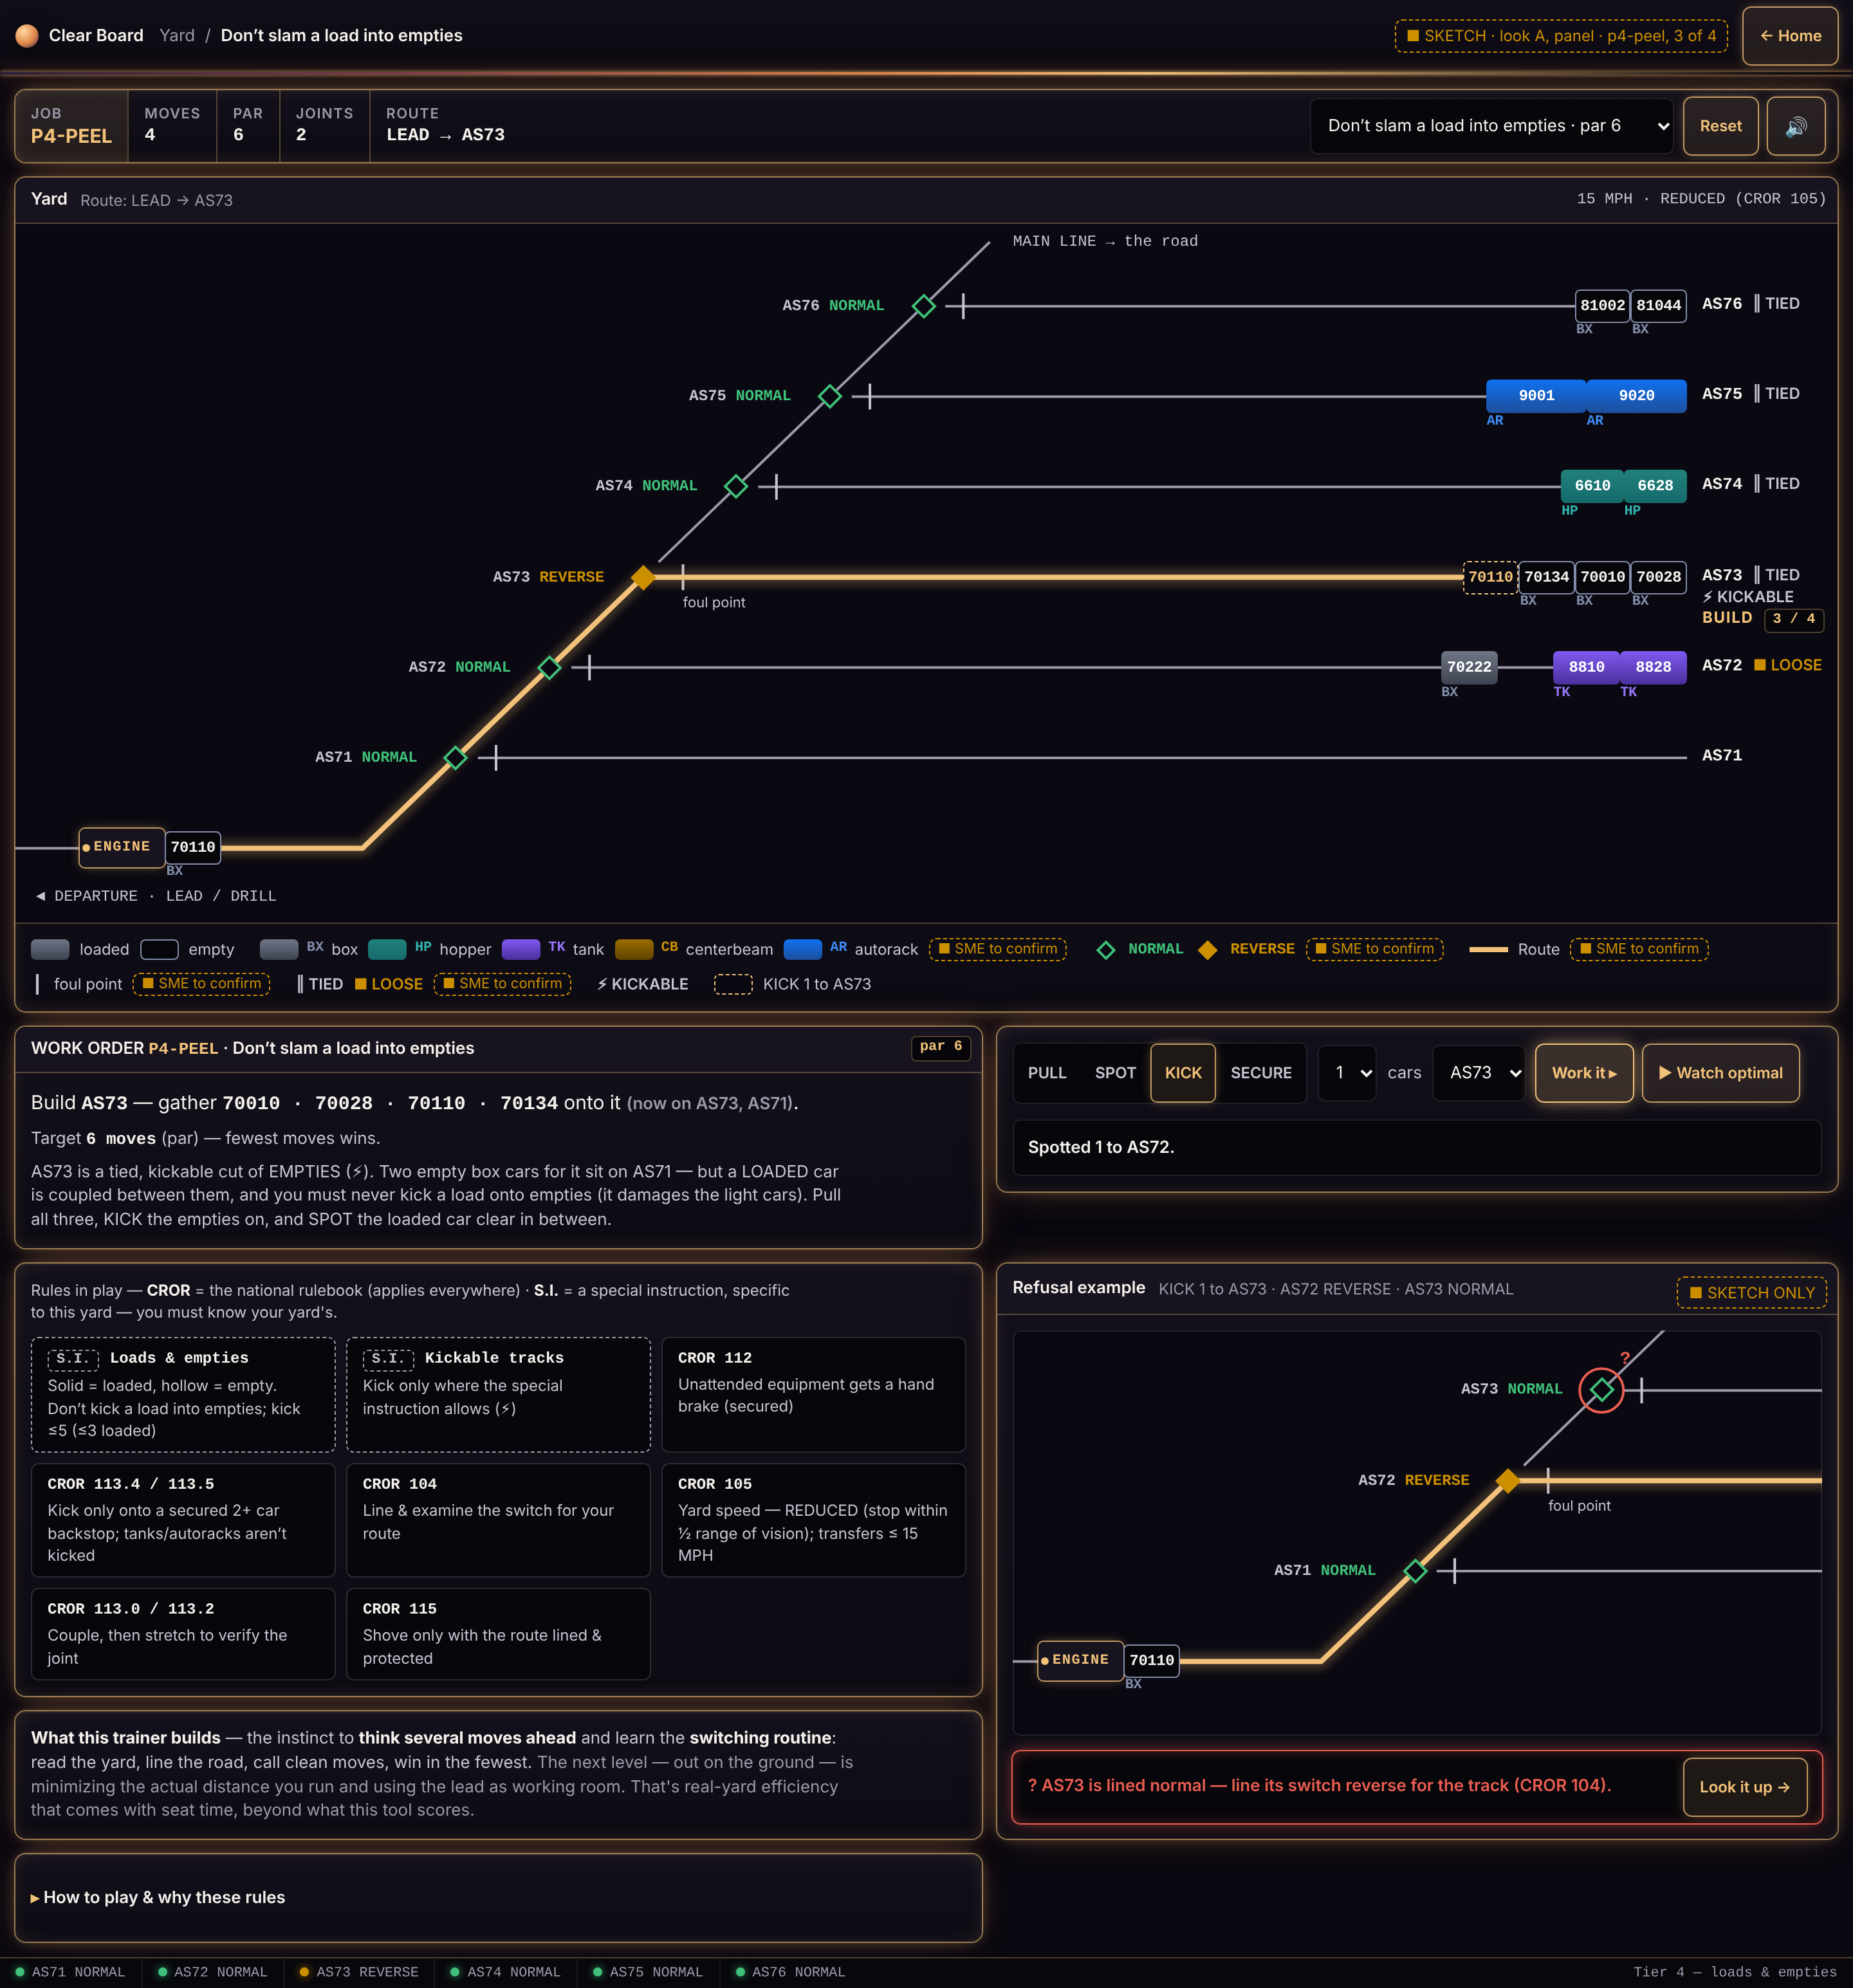 Clear Board Yard / Don't slam a load into empties
■ SKETCH · look A, panel · p4-peel, 3 of 4
← Home
JOB MOVES PAR JOINTS ROUTE
P4-PEEL 4 6 2 LEAD → AS73
Don't slam a load into empties · par 6
Reset
Yard Route: LEAD → AS73
15 MPH · REDUCED (CROR 105)
MAIN LINE → the road
AS76 NORMAL 81002 81044 AS76 ‖ TIED
BX BX
AS75 NORMAL 9001 9020 AS75 ‖ TIED
AR AR
AS74 NORMAL 6610 6628 AS74 ‖ TIED
HP HP
AS73 REVERSE 70110 70134 70010 70028 AS73 ‖ TIED
foul point BX BX BX ⚡ KICKABLE
BUILD 3 / 4
AS72 NORMAL 70222 8810 8828 AS72 ■ LOOSE
BX TK TK
AS71 NORMAL AS71
ENGINE 70110
BX
◄ DEPARTURE · LEAD / DRILL
loaded empty BX box HP hopper TK tank CB centerbeam AR autorack ■ SME to confirm NORMAL REVERSE ■ SME to confirm Route ■ SME to confirm
foul point ■ SME to confirm ‖ TIED ■ LOOSE ■ SME to confirm ⚡ KICKABLE KICK 1 to AS73
WORK ORDER P4-PEEL · Don't slam a load into empties
par 6
Build AS73 — gather 70010 · 70028 · 70110 · 70134 onto it (now on AS73, AS71).
Target 6 moves (par) — fewest moves wins.
AS73 is a tied, kickable cut of EMPTIES (⚡). Two empty box cars for it sit on AS71 — but a LOADED car
is coupled between them, and you must never kick a load onto empties (it damages the light cars). Pull
all three, KICK the empties on, and SPOT the loaded car clear in between.
PULL SPOT KICK SECURE 1 cars AS73 Work it ▸ ▶ Watch optimal
Spotted 1 to AS72.
Rules in play — CROR = the national rulebook (applies everywhere) · S.I. = a special instruction, specific
to this yard — you must know your yard's.
S.I. Loads & empties
Solid = loaded, hollow = empty.
Don't kick a load into empties; kick
≤5 (≤3 loaded)
S.I. Kickable tracks
Kick only where the special
instruction allows (⚡)
CROR 112
Unattended equipment gets a hand
brake (secured)
CROR 113.4 / 113.5
Kick only onto a secured 2+ car
backstop; tanks/autoracks aren't
kicked
CROR 104
Line & examine the switch for your
route
CROR 105
Yard speed — REDUCED (stop within
½ range of vision); transfers ≤ 15
MPH
CROR 113.0 / 113.2
Couple, then stretch to verify the
joint
CROR 115
Shove only with the route lined &
protected
Refusal example KICK 1 to AS73 · AS72 REVERSE · AS73 NORMAL
■ SKETCH ONLY
?
AS73 NORMAL
AS72 REVERSE
foul point
AS71 NORMAL
ENGINE 70110
BX
? AS73 is lined normal — line its switch reverse for the track (CROR 104).
Look it up →
What this trainer builds — the instinct to think several moves ahead and learn the switching routine:
read the yard, line the road, call clean moves, win in the fewest. The next level — out on the ground — is
minimizing the actual distance you run and using the lead as working room. That's real-yard efficiency
that comes with seat time, beyond what this tool scores.
▸ How to play & why these rules
AS71 NORMAL AS72 NORMAL AS73 REVERSE AS74 NORMAL AS75 NORMAL AS76 NORMAL
Tier 4 — loads & empties